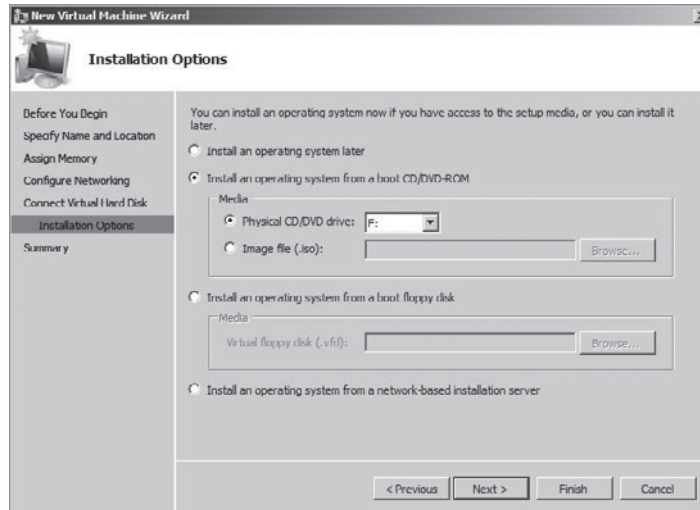 New Virtual Machine Wizard
Installation Options
Before You Begin
Specify Name and Location
Assign Memory
Configure Networking
Connect Virtual Hard Disk
Installation Options
Summary
You can install an operating system now if you have access to the setup media, or you can install it
later.
Install an operating system later
Install an operating system from a boot CD/DVD-ROM
Media
Physical CD/DVD drive: F:
Image file (.iso): Browse...
Install an operating system from a boot floppy disk
Media
Virtual floppy disk (.vfd): Browse...
Install an operating system from a network-based installation server
< Previous Next > Finish Cancel